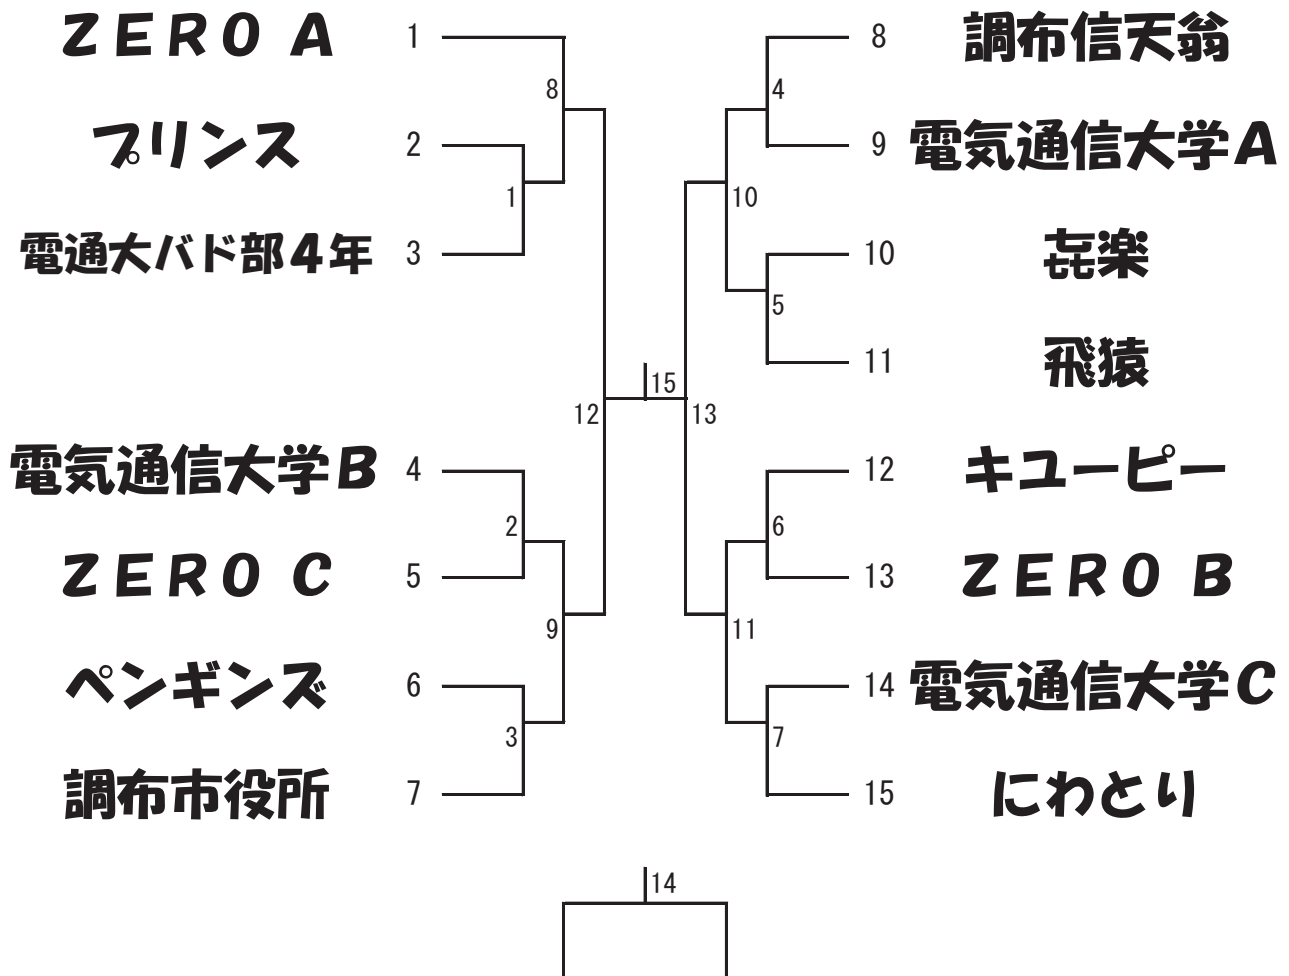 ZERO A 1
プリンス 2
電通大バド部4年 3
電気通信大学B 4
ZERO C 5
ペンギンズ 6
調布市役所 7
8
1
2
9
3
12
15
13
4
10
5
6
11
7
8 調布信天翁
9 電気通信大学A
10 㐂楽
11 飛猿
12 キユーピー
13 ZERO B
14 電気通信大学C
15 にわとり
14